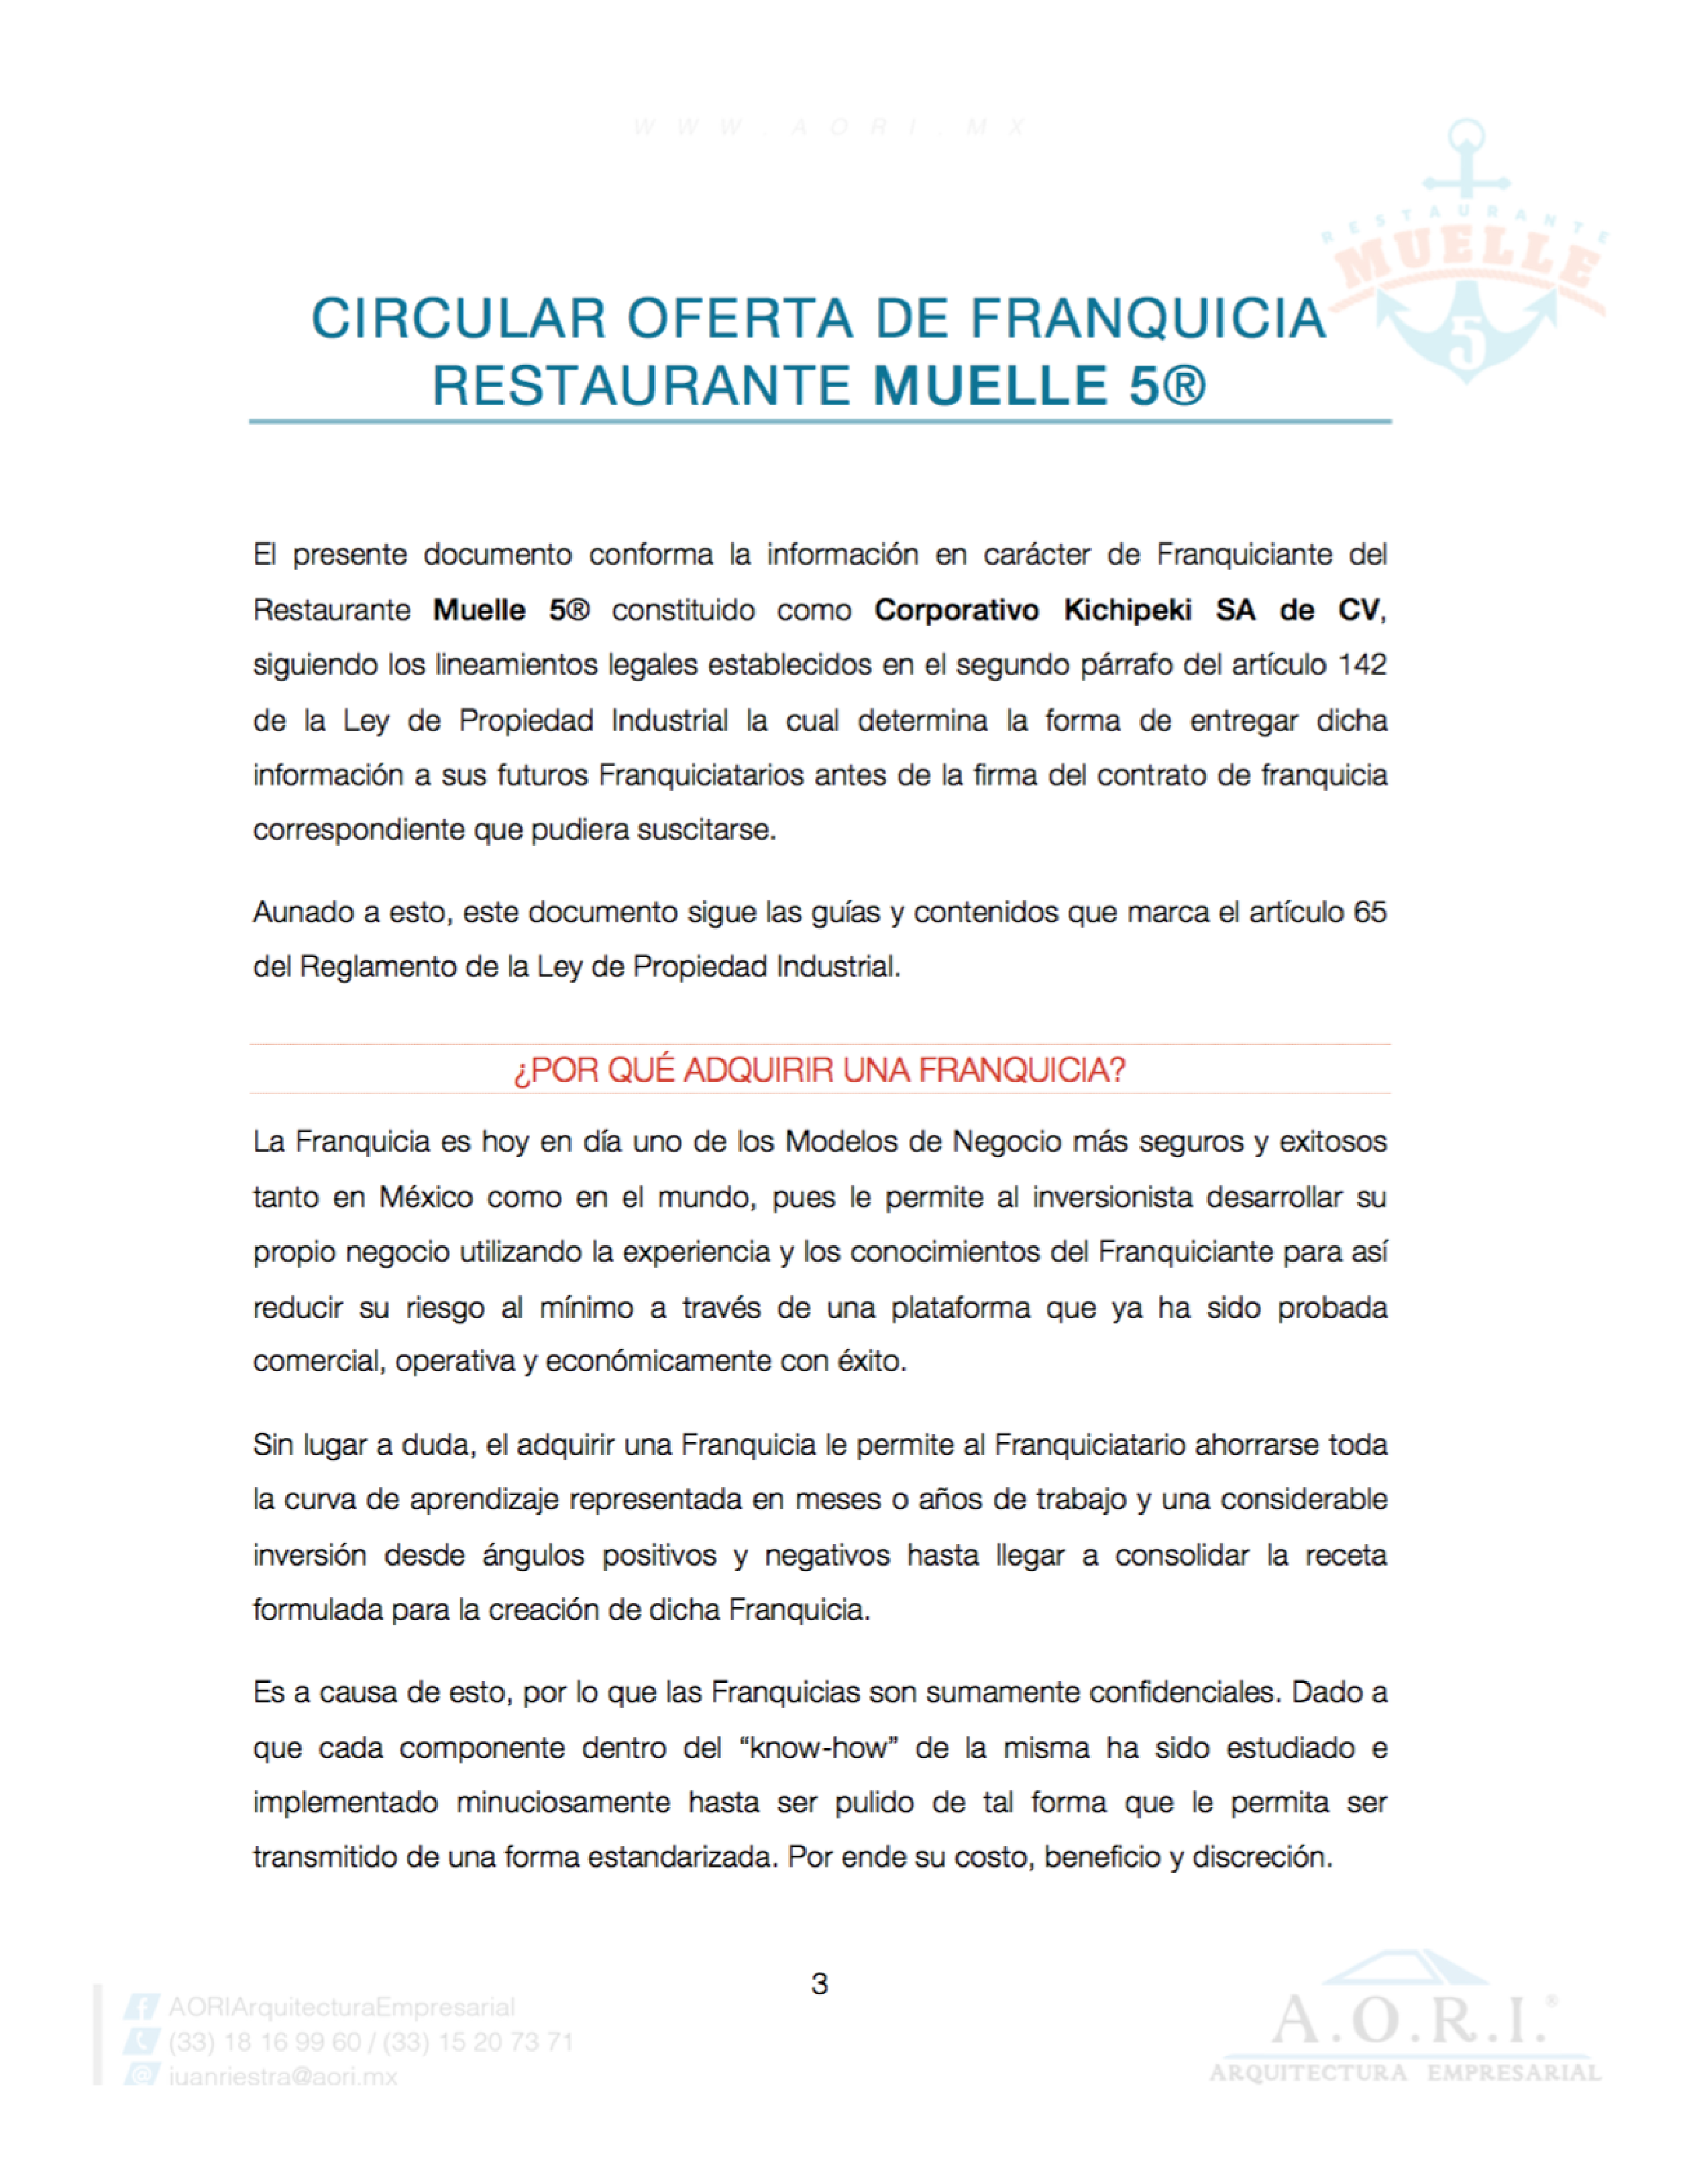 WWW.AORI.MX
RESTAURANTE
MUELLE
5
CIRCULAR OFERTA DE FRANQUICIA
RESTAURANTE MUELLE 5®
El presente documento conforma la información en carácter de Franquiciante del
Restaurante Muelle 5® constituido como Corporativo Kichipeki SA de CV,
siguiendo los lineamientos legales establecidos en el segundo párrafo del artículo 142
de la Ley de Propiedad Industrial la cual determina la forma de entregar dicha
información a sus futuros Franquiciatarios antes de la firma del contrato de franquicia
correspondiente que pudiera suscitarse.
Aunado a esto, este documento sigue las guías y contenidos que marca el artículo 65
del Reglamento de la Ley de Propiedad Industrial.
¿POR QUÉ ADQUIRIR UNA FRANQUICIA?
La Franquicia es hoy en día uno de los Modelos de Negocio más seguros y exitosos
tanto en México como en el mundo, pues le permite al inversionista desarrollar su
propio negocio utilizando la experiencia y los conocimientos del Franquiciante para así
reducir su riesgo al mínimo a través de una plataforma que ya ha sido probada
comercial, operativa y económicamente con éxito.
Sin lugar a duda, el adquirir una Franquicia le permite al Franquiciatario ahorrarse toda
la curva de aprendizaje representada en meses o años de trabajo y una considerable
inversión desde ángulos positivos y negativos hasta llegar a consolidar la receta
formulada para la creación de dicha Franquicia.
Es a causa de esto, por lo que las Franquicias son sumamente confidenciales. Dado a
que cada componente dentro del “know-how” de la misma ha sido estudiado e
implementado minuciosamente hasta ser pulido de tal forma que le permita ser
transmitido de una forma estandarizada. Por ende su costo, beneficio y discreción.
3
AORIArquitecturaEmpresarial
(33) 18 16 99 60 / (33) 15 20 73 71
iuanriestra@aori.mx
A.O.R.I.®
ARQUITECTURA EMPRESARIAL